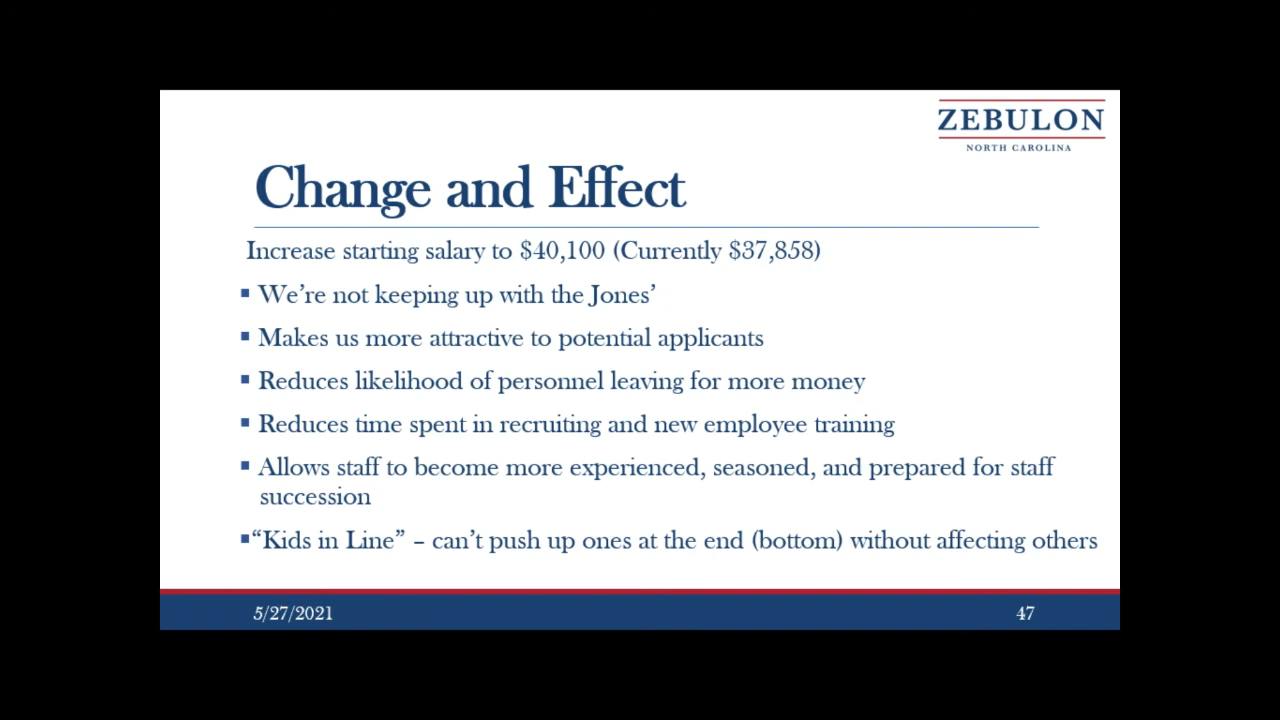 ZEBULON
NORTH CAROLINA
Change and Effect
Increase starting salary to $40,100 (Currently $37,858)
▪ We’re not keeping up with the Jones’
▪ Makes us more attractive to potential applicants
▪ Reduces likelihood of personnel leaving for more money
▪ Reduces time spent in recruiting and new employee training
▪ Allows staff to become more experienced, seasoned, and prepared for staff
succession
▪“Kids in Line” – can’t push up ones at the end (bottom) without affecting others
5/27/2021
47